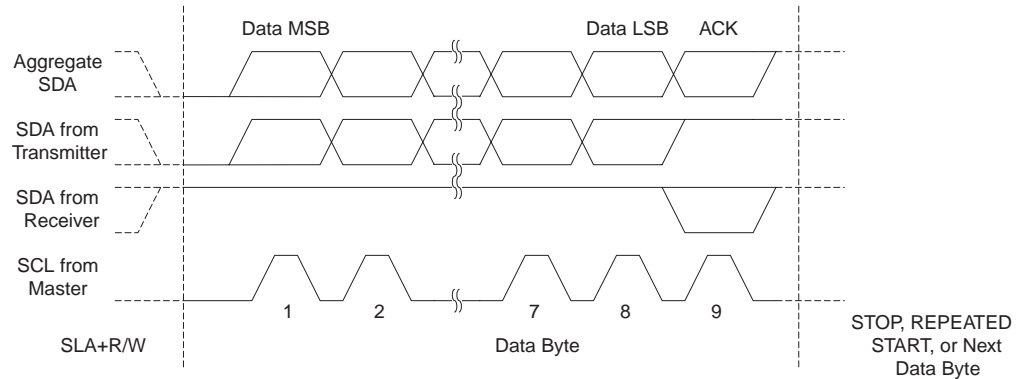 Data MSB
Data LSB
ACK
Aggregate
SDA
SDA from
Transmitter
SDA from
Receiver
SCL from
Master
1
2
7
8
9
SLA+R/W
Data Byte
STOP, REPEATED
START, or Next
Data Byte